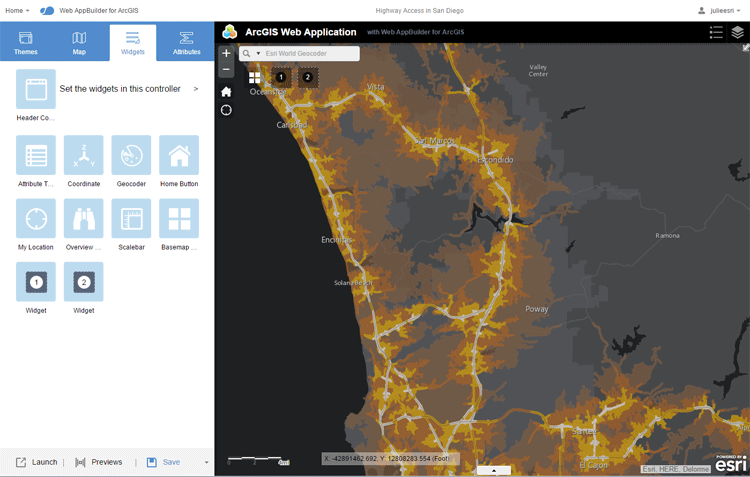 Home
Web AppBuilder for ArcGIS
Highway Access in San Diego
julieesri
Themes
Map
Widgets
Attributes
ArcGIS Web Application
with Web AppBuilder for ArcGIS
Esri World Geocoder
Set the widgets in this controller >
Header Co...
Attribute T...
Coordinate
Geocoder
Home Button
My Location
Overview ...
Scalebar
Basemap ...
1
2
Widget
Widget
Launch
Previews
Save
+
−
1
2
Valley
Center
Oceanside
Vista
Carlsbad
San Marcos
Escondido
Encinitas
Ramona
Solana Beach
Poway
Santee
El Cajon
0 2 4mi
X: -42891462.692, Y: 12808283.554 (Foot)
Esri, HERE, Delorme
POWERED BY
esri